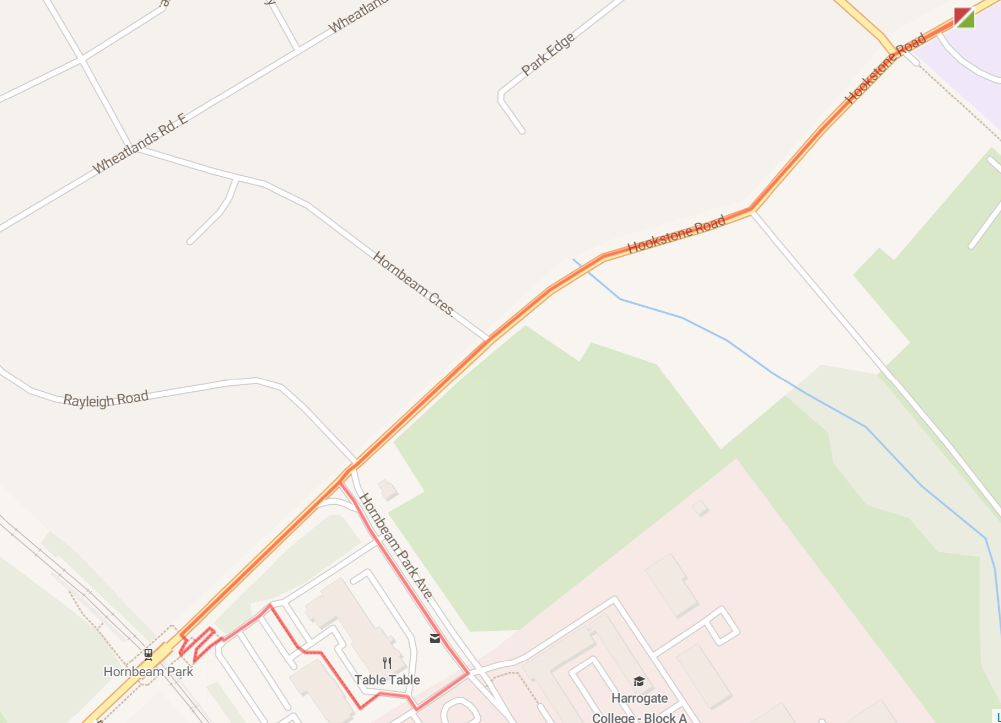 Wheatlan
Park Edge
Hookstone Road
Wheatlands Rd. E
Hookstone Road
Hornbeam Cres.
Rayleigh Road
Hornbeam Park Ave.
Hornbeam Park
Table Table
Harrogate
College - Block A